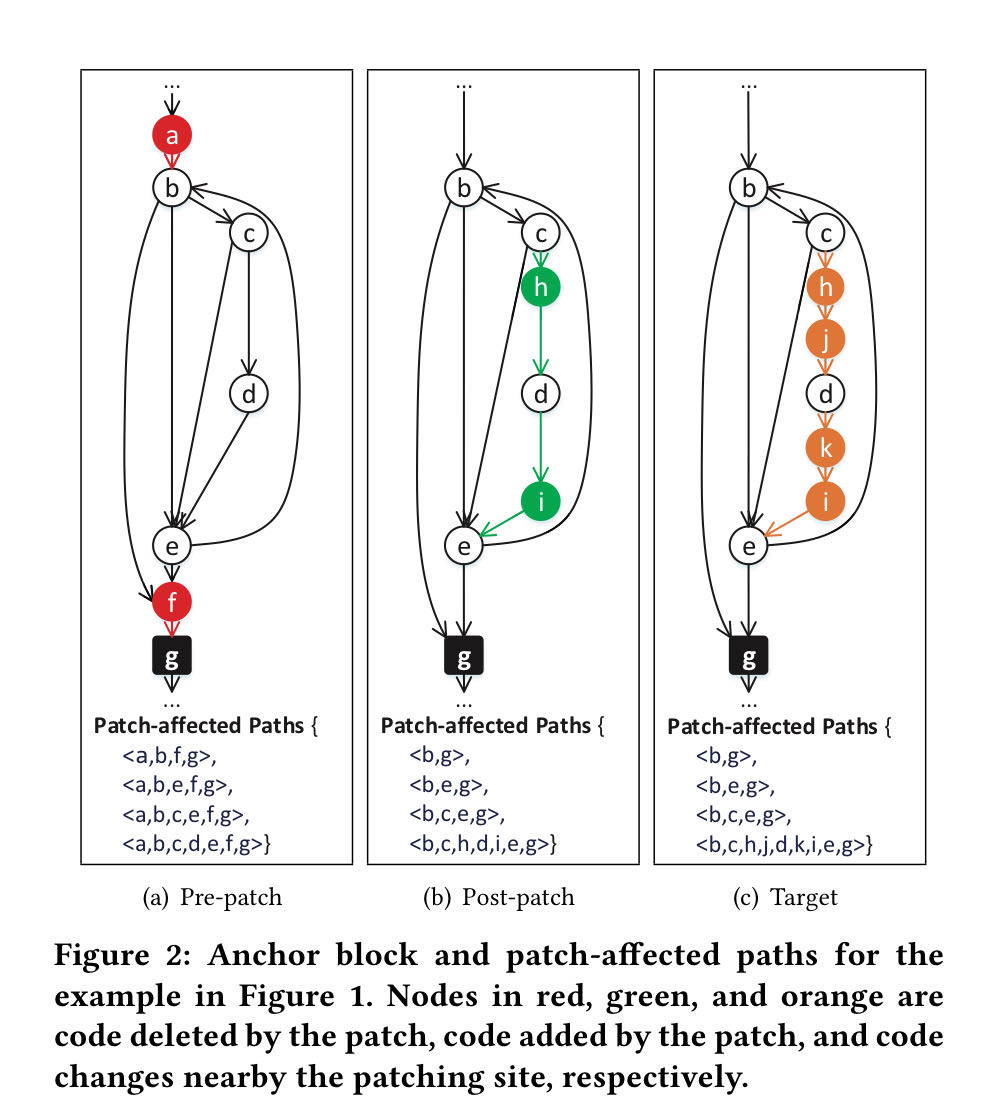 ...
a
b
c
d
e
f
g
...
Patch-affected Paths {
<a,b,f,g>,
<a,b,e,f,g>,
<a,b,c,e,f,g>,
<a,b,c,d,e,f,g>}
(a) Pre-patch
...
b
c
h
d
i
e
g
...
Patch-affected Paths {
<b,g>,
<b,e,g>,
<b,c,e,g>,
<b,c,h,d,i,e,g>}
(b) Post-patch
...
b
c
h
j
d
k
i
e
g
...
Patch-affected Paths {
<b,g>,
<b,e,g>,
<b,c,e,g>,
<b,c,h,j,d,k,i,e,g>}
(c) Target
Figure 2: Anchor block and patch-affected paths for the
example in Figure 1. Nodes in red, green, and orange are
code deleted by the patch, code added by the patch, and code
changes nearby the patching site, respectively.